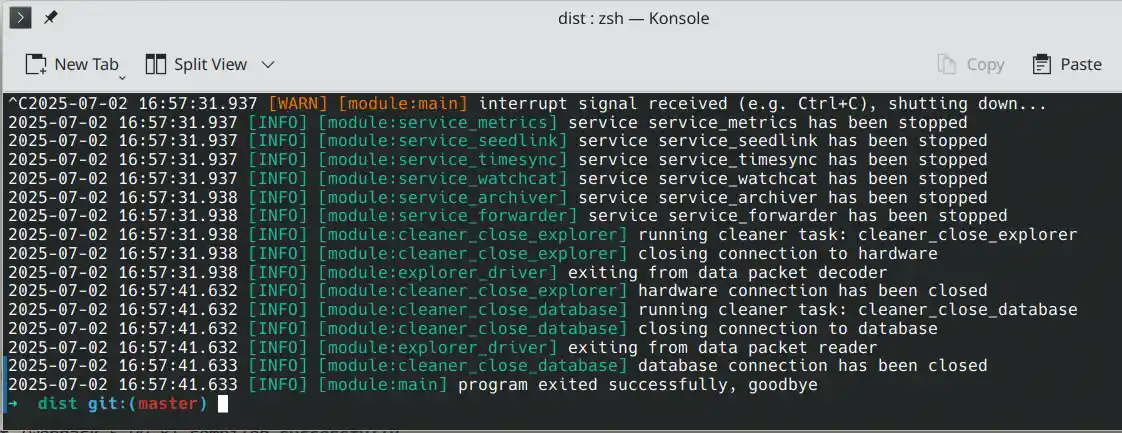 dist : zsh — Konsole
New Tab Split View Copy Paste
^C2025-07-02 16:57:31.937 [WARN] [module:main] interrupt signal received (e.g. Ctrl+C), shutting down...
2025-07-02 16:57:31.937 [INFO] [module:service_metrics] service service_metrics has been stopped
2025-07-02 16:57:31.937 [INFO] [module:service_seedlink] service service_seedlink has been stopped
2025-07-02 16:57:31.937 [INFO] [module:service_timesync] service service_timesync has been stopped
2025-07-02 16:57:31.937 [INFO] [module:service_watchcat] service service_watchcat has been stopped
2025-07-02 16:57:31.938 [INFO] [module:service_archiver] service service_archiver has been stopped
2025-07-02 16:57:31.938 [INFO] [module:service_forwarder] service service_forwarder has been stopped
2025-07-02 16:57:31.938 [INFO] [module:cleaner_close_explorer] running cleaner task: cleaner_close_explorer
2025-07-02 16:57:31.938 [INFO] [module:cleaner_close_explorer] closing connection to hardware
2025-07-02 16:57:31.938 [INFO] [module:explorer_driver] exiting from data packet decoder
2025-07-02 16:57:41.632 [INFO] [module:cleaner_close_explorer] hardware connection has been closed
2025-07-02 16:57:41.632 [INFO] [module:cleaner_close_database] running cleaner task: cleaner_close_database
2025-07-02 16:57:41.632 [INFO] [module:cleaner_close_database] closing connection to database
2025-07-02 16:57:41.632 [INFO] [module:explorer_driver] exiting from data packet reader
2025-07-02 16:57:41.633 [INFO] [module:cleaner_close_database] database connection has been closed
2025-07-02 16:57:41.633 [INFO] [module:main] program exited successfully, goodbye
→ dist git:(master)